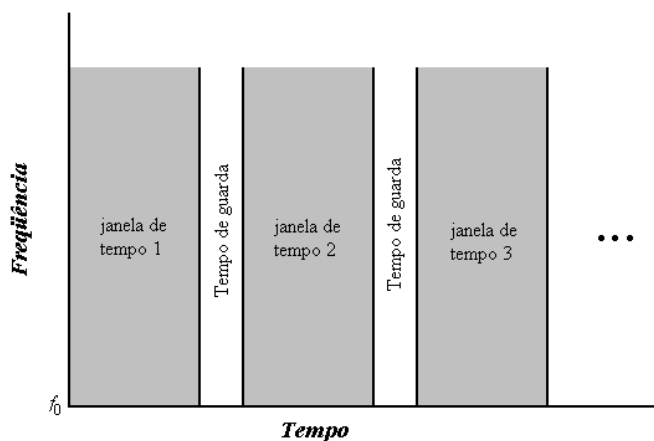 Freqüência
janela de
tempo 1
Tempo de guarda
janela de
tempo 2
Tempo de guarda
janela de
tempo 3
...
f0
Tempo